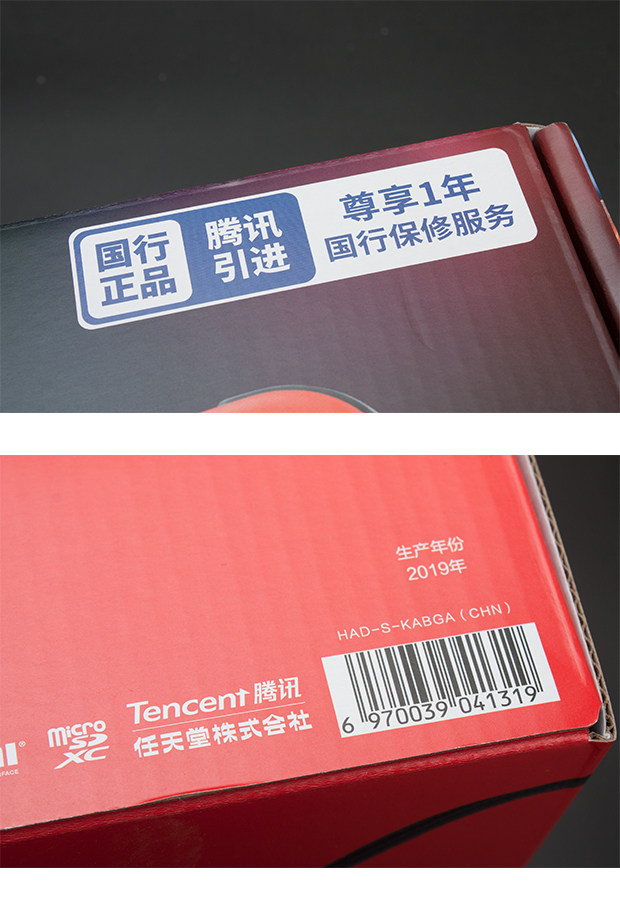 国行
正品
腾讯
引进
尊享1年
国行保修服务
生产年份
2019年
HAD-S-KABGA(CHN)
6 970039 041319
Tencent 腾讯
任天堂株式会社
micro
SD
XC